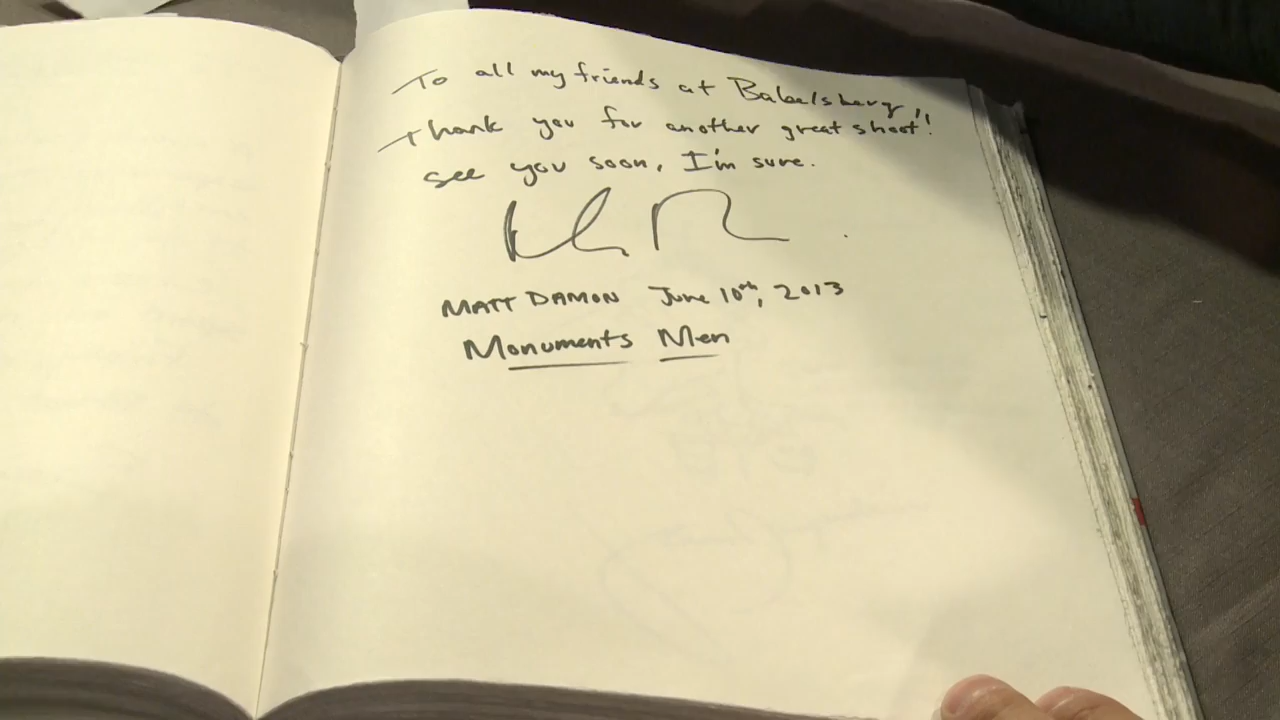 To all my friends at Babelsberg,!
Thank you for another great shoot!
see you soon, I'm sure.
MATT DAMON June 10th, 2013
Monuments Men